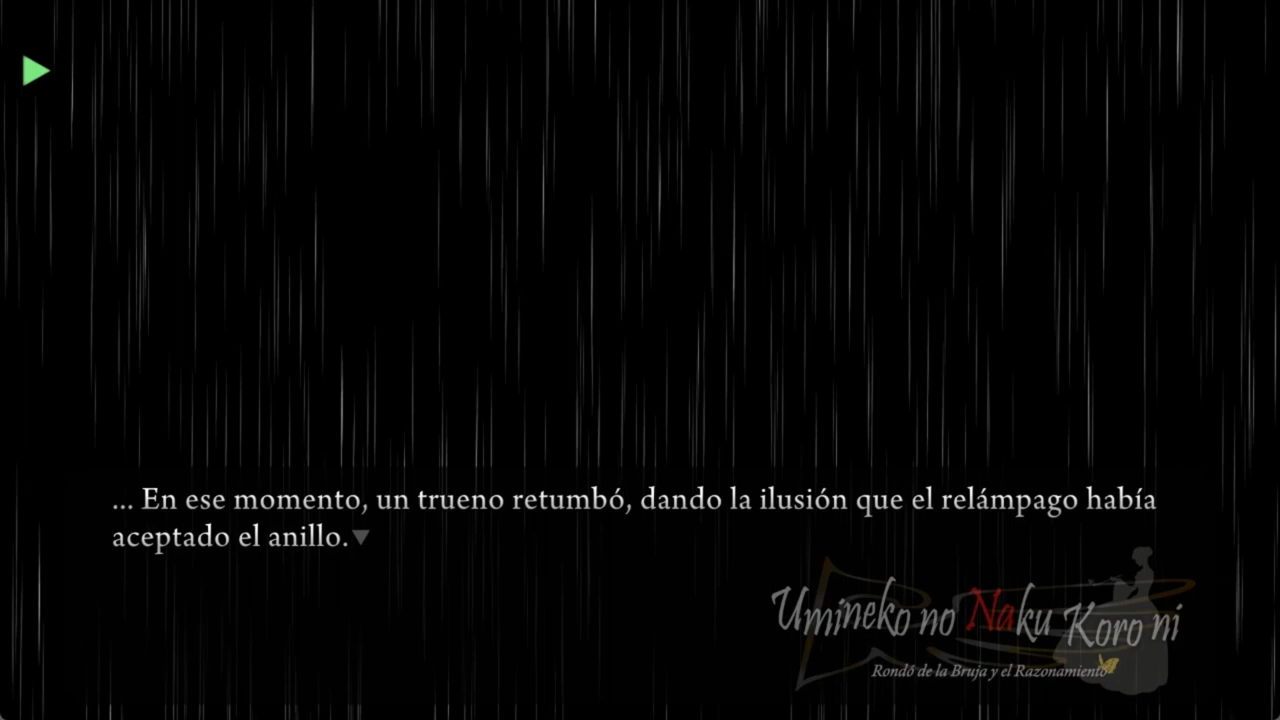 ... En ese momento, un trueno retumbó, dando la ilusión que el relámpago había
aceptado el anillo.
Umineko no Naku Koro ni
Rondó de la Bruja y el Razonamiento